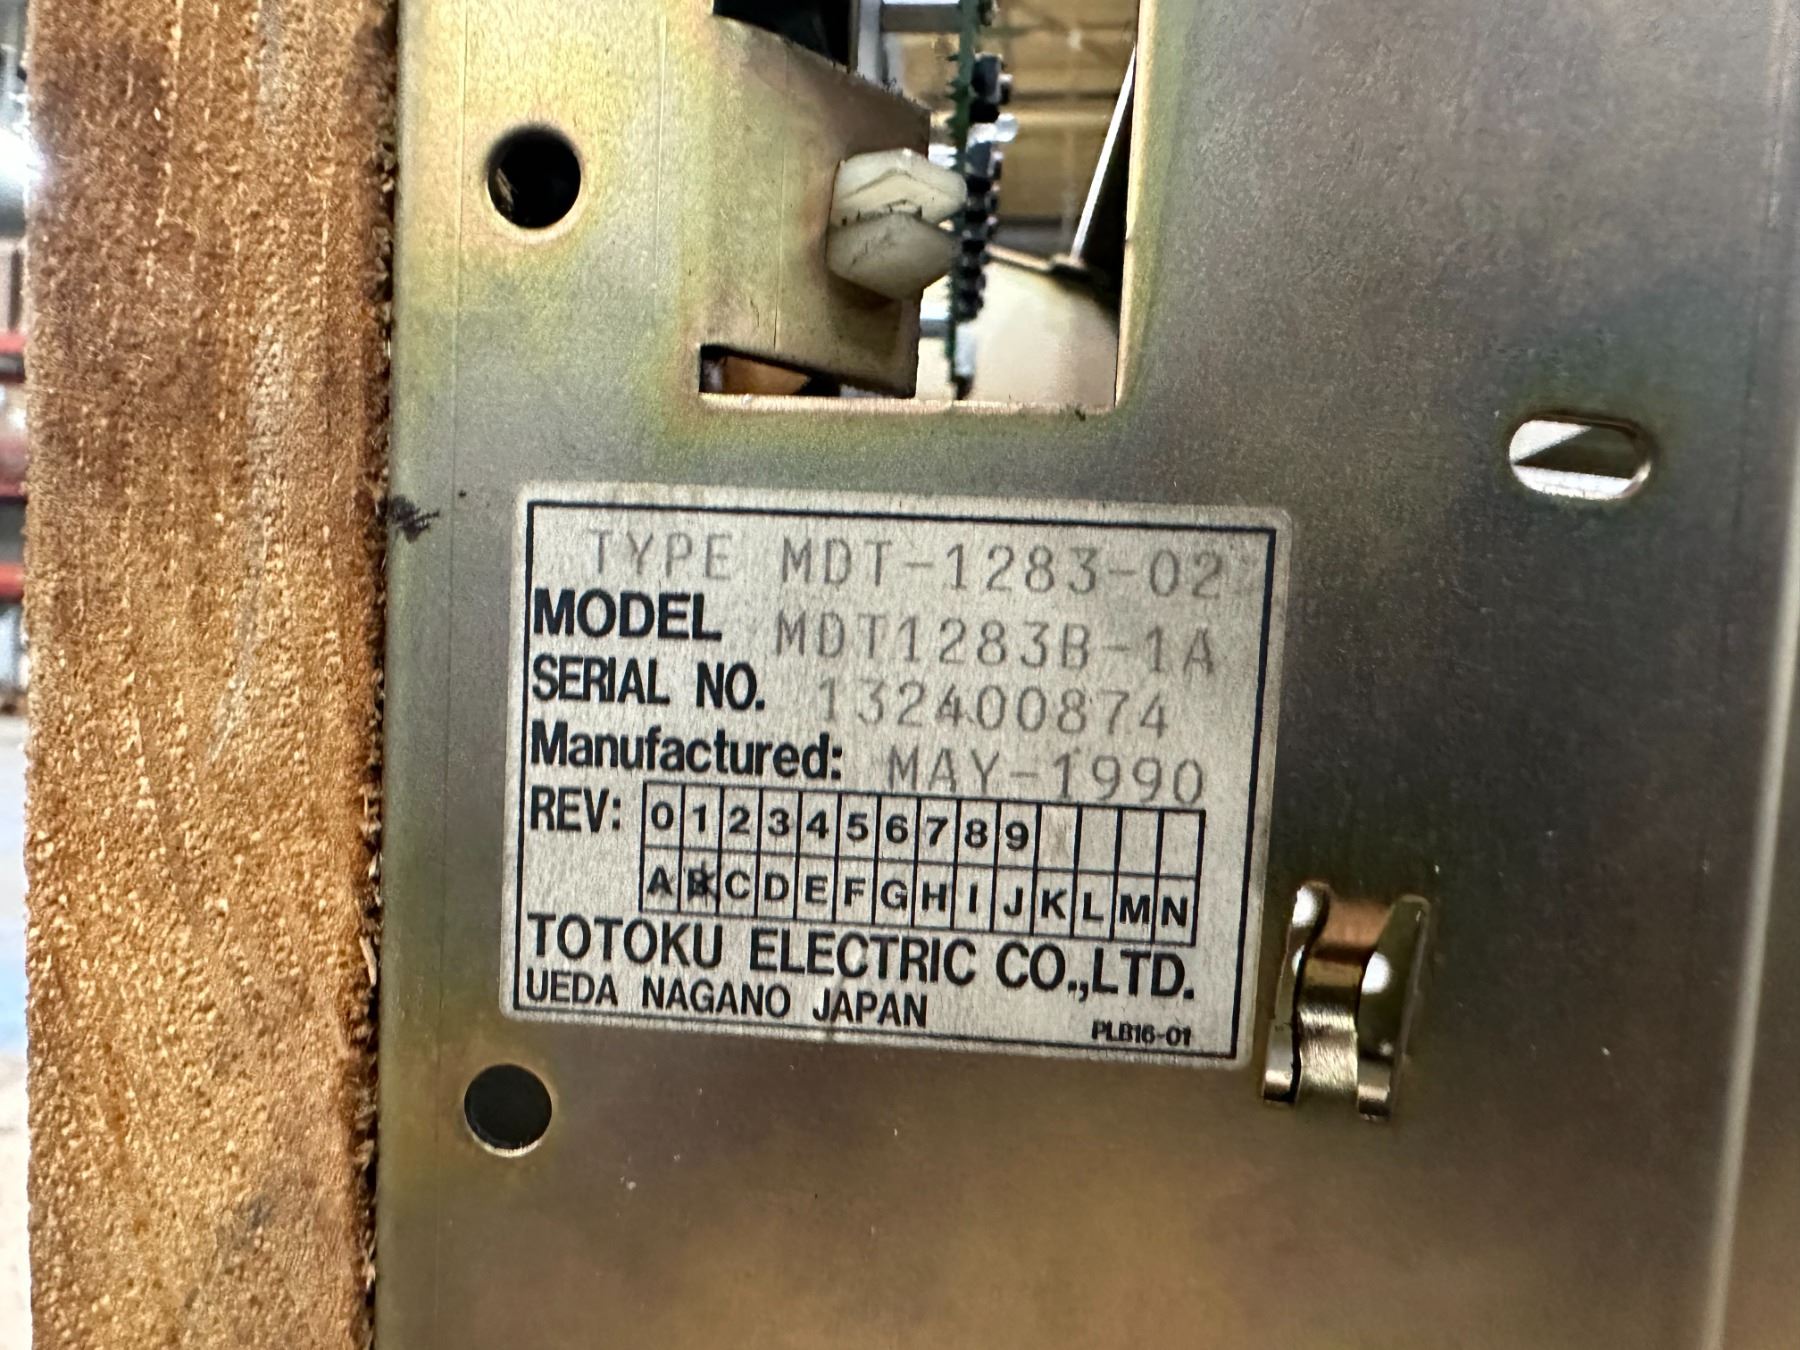 TYPE MDT-1283-02
MODEL MDT1283B-1A
SERIAL NO. 132400874
Manufactured: MAY-1990
REV: 0 1 2 3 4 5 6 7 8 9
A B C D E F G H I J K L M N
TOTOKU ELECTRIC CO.,LTD.
UEDA NAGANO JAPAN
PLB16-01